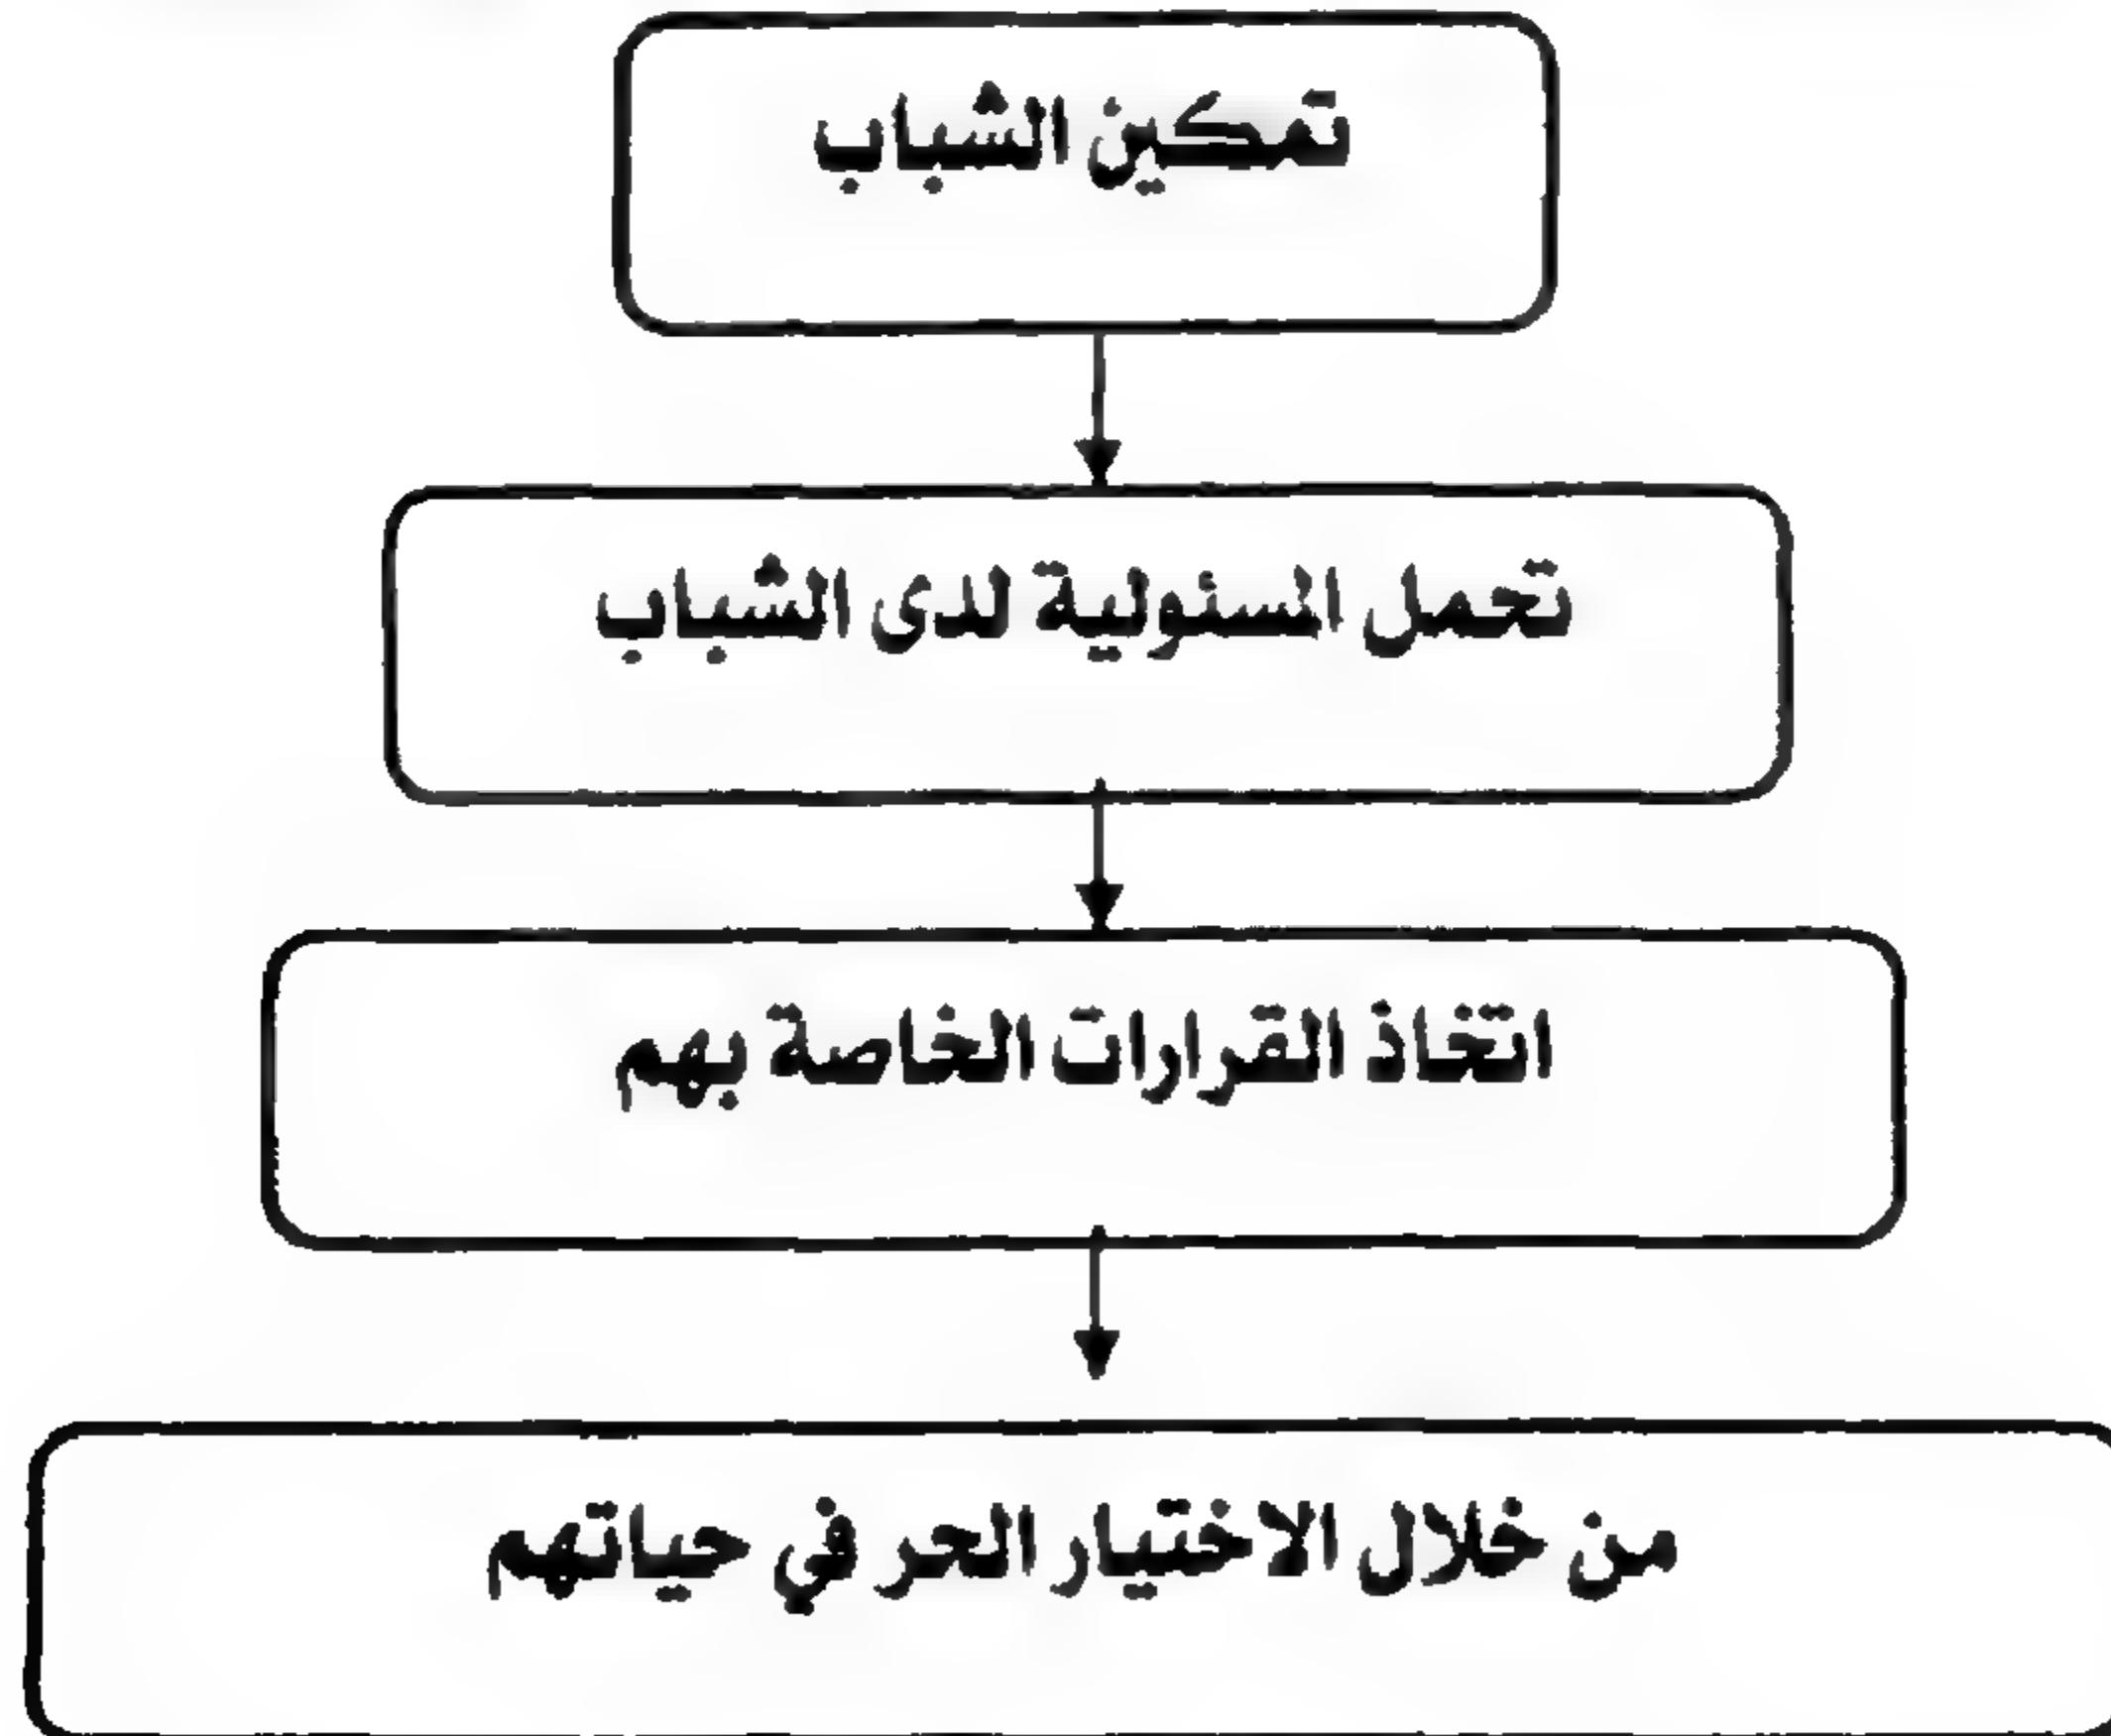 تمكين الشباب
تحمل المسئولية لدى الشباب
اتخاذ القرارات الخاصة بهم
من خلال الاختيار الحر في حياتهم